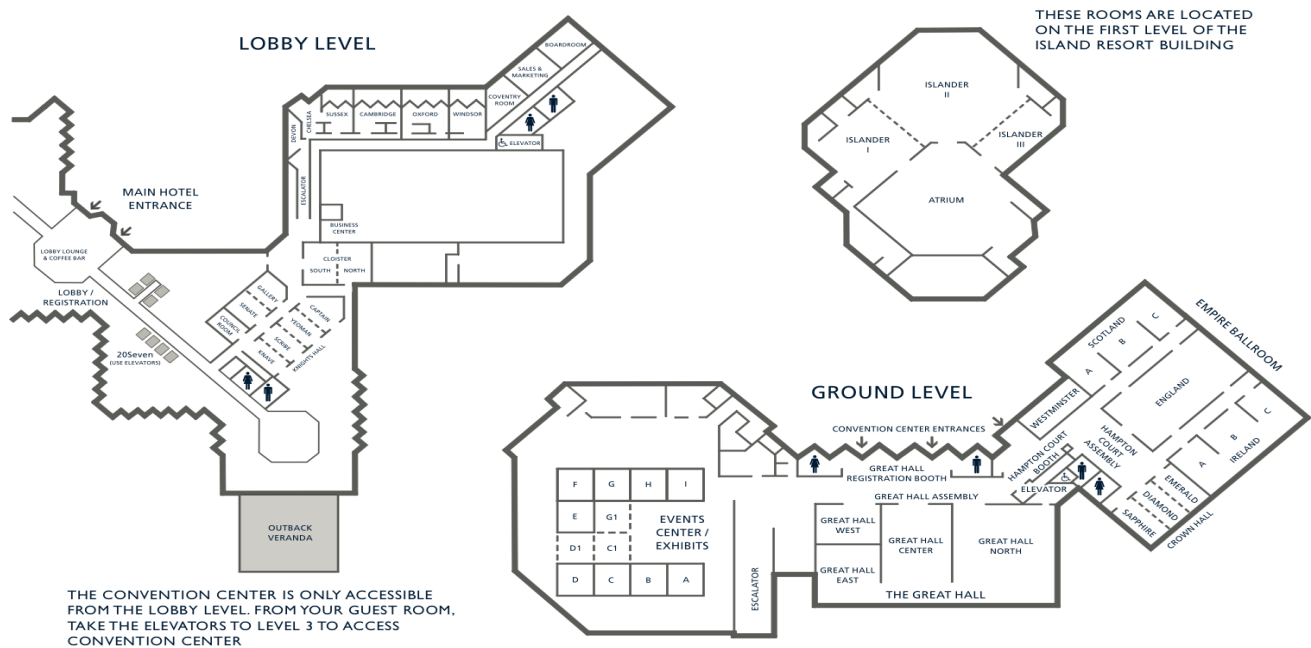 LOBBY LEVEL
THESE ROOMS ARE LOCATED
ON THE FIRST LEVEL OF THE
ISLAND RESORT BUILDING
BOARDROOM
SALES &
MARKETING
COVENTRY
ROOM
DEVON
CHELSEA
SUSSEX
CAMBRIDGE
OXFORD
WINDSOR
ELEVATOR
ESCALATOR
MAIN HOTEL
ENTRANCE
BUSINESS
CENTER
LOBBY LOUNGE
& COFFEE BAR
CLOISTER
SOUTH
NORTH
LOBBY /
REGISTRATION
GALLERY
SENATE
COUNCIL
ROOM
CAPTAIN
YEOMAN
SCRIBE
KNAVE
KNIGHTS HALL
20Seven
(USE ELEVATORS)
OUTBACK
VERANDA
THE CONVENTION CENTER IS ONLY ACCESSIBLE
FROM THE LOBBY LEVEL. FROM YOUR GUEST ROOM,
TAKE THE ELEVATORS TO LEVEL 3 TO ACCESS
CONVENTION CENTER
ISLANDER
II
ISLANDER
I
ISLANDER
III
ATRIUM
GROUND LEVEL
CONVENTION CENTER ENTRANCES
GREAT HALL
REGISTRATION BOOTH
GREAT HALL ASSEMBLY
F
G
H
I
E
G1
D1
C1
D
C
B
A
EVENTS
CENTER /
EXHIBITS
ESCALATOR
GREAT HALL
WEST
GREAT HALL
EAST
GREAT HALL
CENTER
GREAT HALL
NORTH
THE GREAT HALL
EMPIRE BALLROOM
SCOTLAND
A
B
C
WESTMINSTER
ENGLAND
HAMPTON COURT
BOOTH
HAMPTON
COURT
ASSEMBLY
ELEVATOR
IRELAND
A
B
C
EMERALD
DIAMOND
SAPPHIRE
CROWN HALL